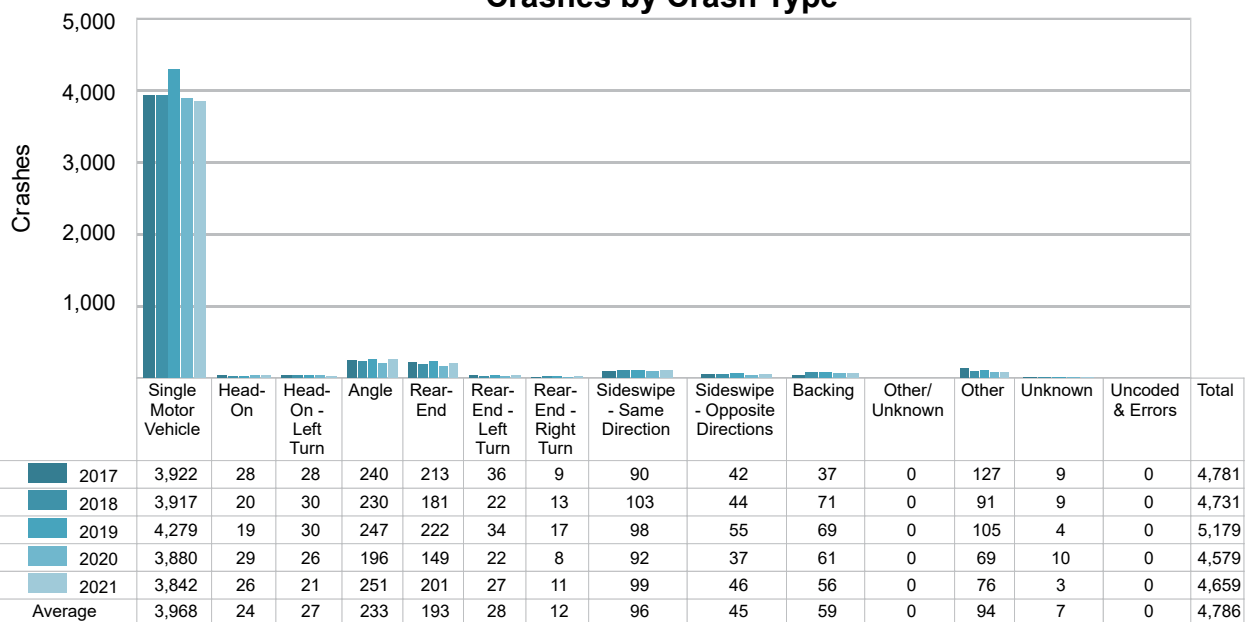 Crashes by Crash Type
5,000
4,000
3,000
2,000
1,000
Crashes
Single Motor Vehicle | Head-On | Head-On - Left Turn | Angle | Rear-End | Rear-End - Left Turn | Rear-End - Right Turn | Sideswipe - Same Direction | Sideswipe - Opposite Directions | Backing | Other/Unknown | Other | Unknown | Uncoded & Errors | Total
2017 3,922 28 28 240 213 36 9 90 42 37 0 127 9 0 4,781
2018 3,917 20 30 230 181 22 13 103 44 71 0 91 9 0 4,731
2019 4,279 19 30 247 222 34 17 98 55 69 0 105 4 0 5,179
2020 3,880 29 26 196 149 22 8 92 37 61 0 69 10 0 4,579
2021 3,842 26 21 251 201 27 11 99 46 56 0 76 3 0 4,659
Average 3,968 24 27 233 193 28 12 96 45 59 0 94 7 0 4,786